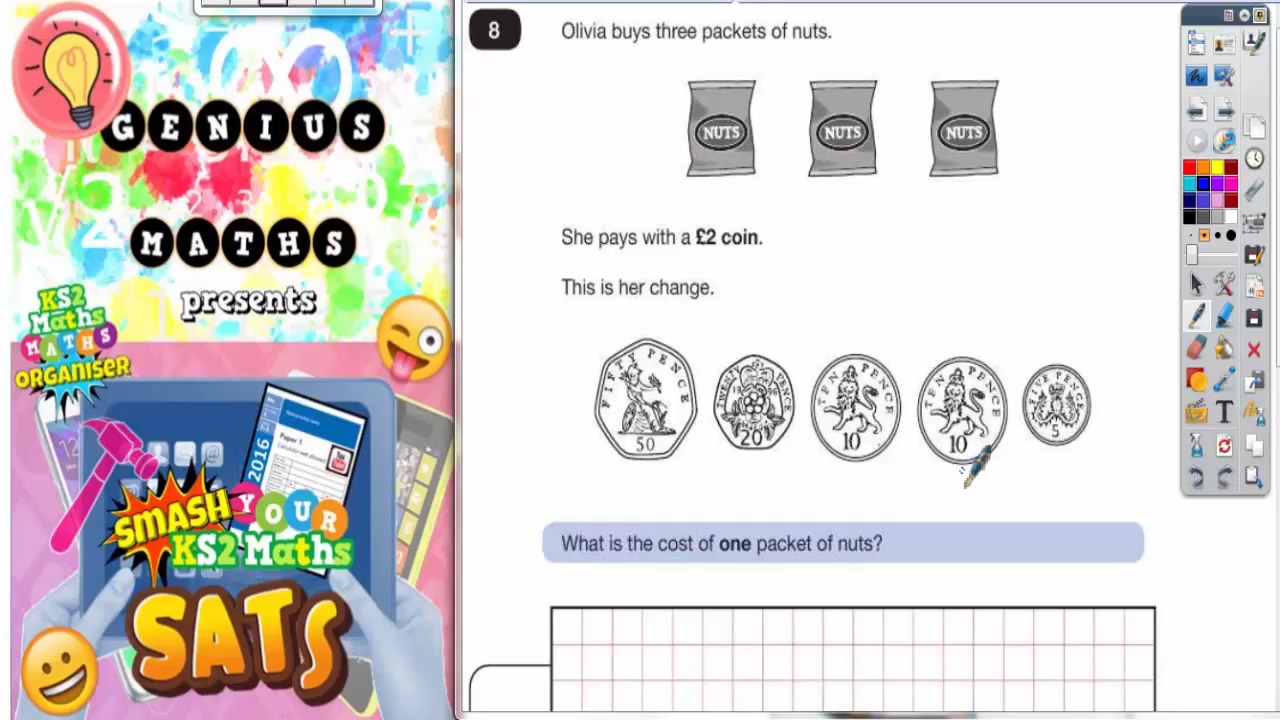 GENIUS
MATHS
presents
KS2
Maths
MATHS
ORGANISER
2016
Paper 1
You
Tube
SMASH YOUR
KS2 Maths
SATS
8
Olivia buys three packets of nuts.
NUTS NUTS NUTS
She pays with a £2 coin.
This is her change.
FIFTY PENCE 50
TWENTY PENCE 20
TEN PENCE 10
TEN PENCE 10
FIVE PENCE 5
What is the cost of one packet of nuts?